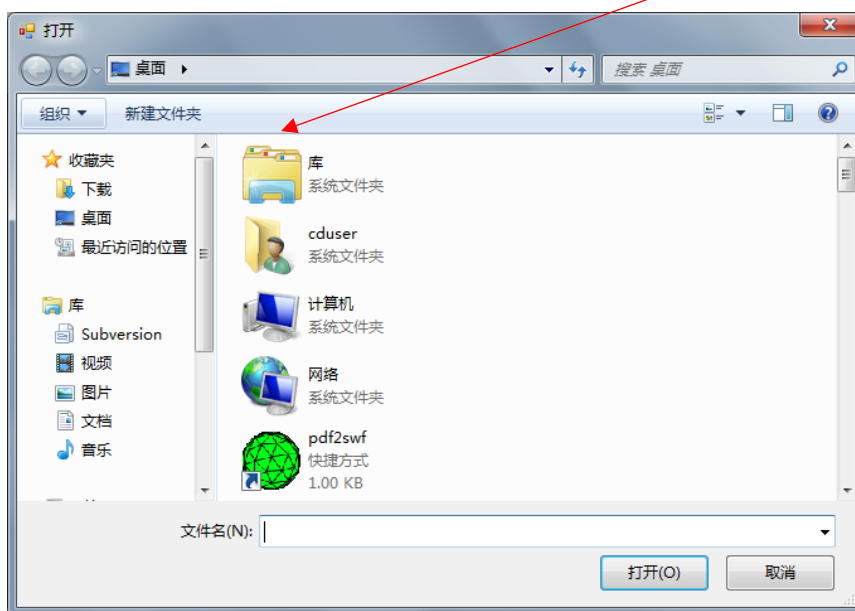 打开
桌面
搜索 桌面
组织
新建文件夹
收藏夹
下载
桌面
最近访问的位置
库
Subversion
视频
图片
文档
音乐
库
系统文件夹
cduser
系统文件夹
计算机
系统文件夹
网络
系统文件夹
pdf2swf
快捷方式
1.00 KB
文件名(N):
打开(O)
取消